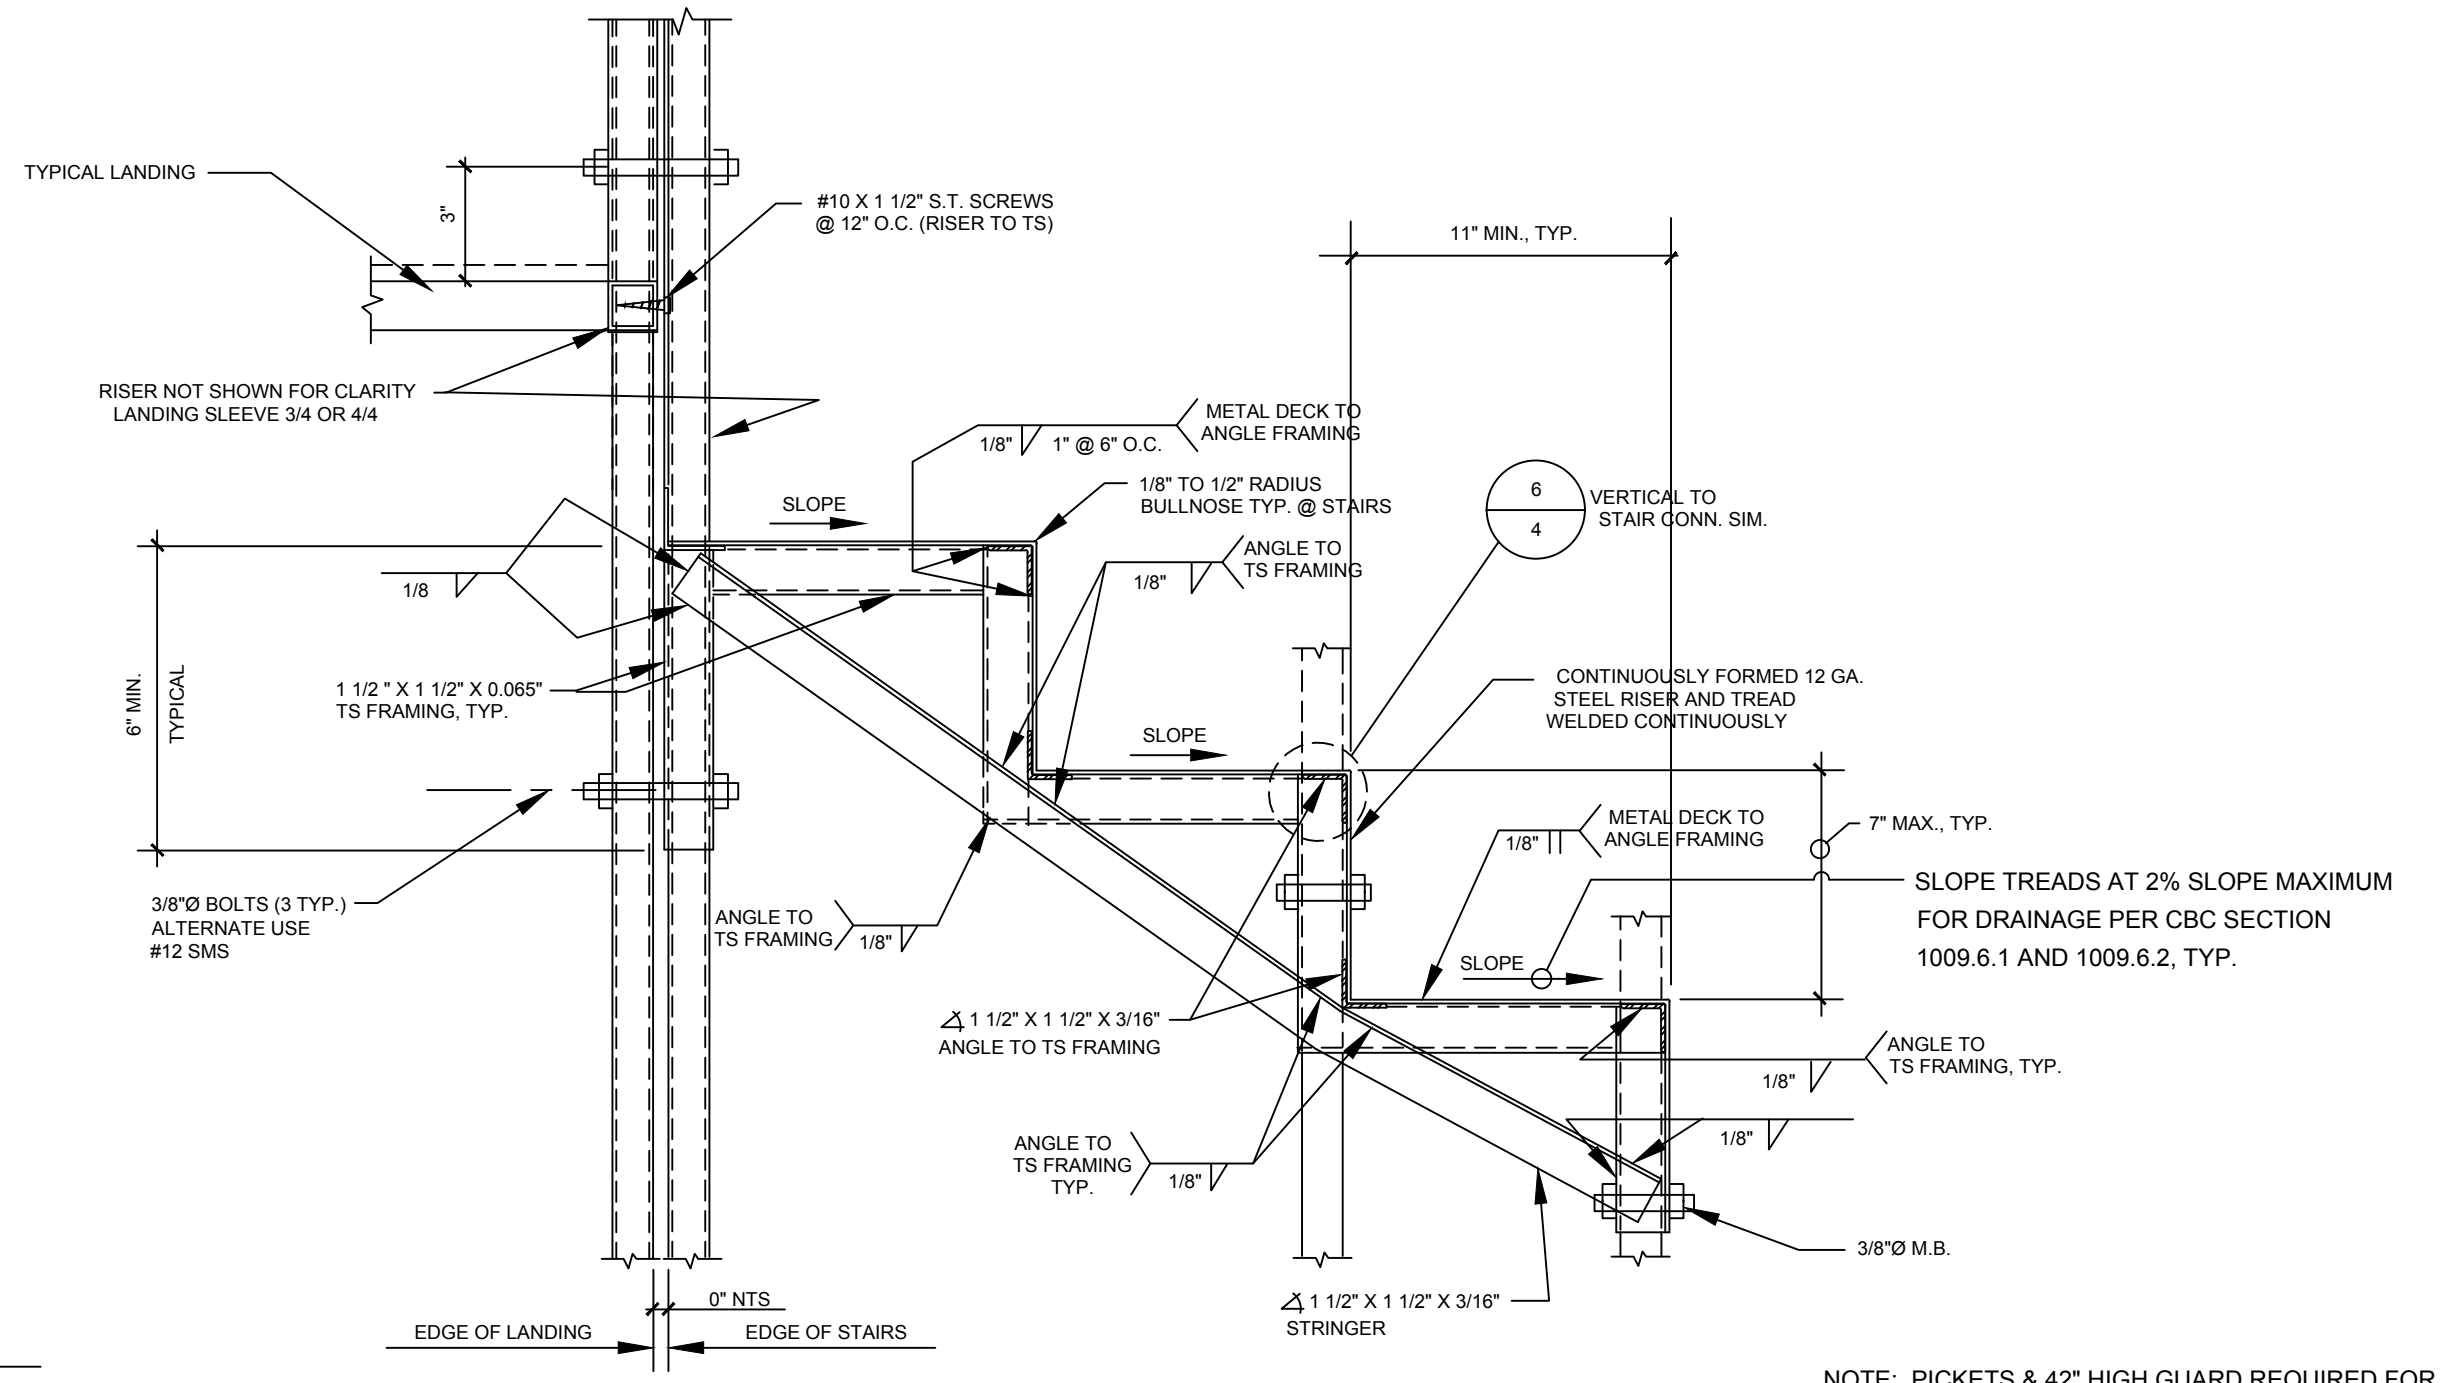 TYPICAL LANDING
3"
#10 X 1 1/2" S.T. SCREWS
@ 12" O.C. (RISER TO TS)
11" MIN., TYP.
RISER NOT SHOWN FOR CLARITY
LANDING SLEEVE 3/4 OR 4/4
METAL DECK TO
ANGLE FRAMING
1/8"
1" @ 6" O.C.
1/8" TO 1/2" RADIUS
BULLNOSE TYP. @ STAIRS
SLOPE
6
4
VERTICAL TO
STAIR CONN. SIM.
ANGLE TO
TS FRAMING
1/8"
1/8
6" MIN.
TYPICAL
1 1/2 " X 1 1/2" X 0.065"
TS FRAMING, TYP.
CONTINUOUSLY FORMED 12 GA.
STEEL RISER AND TREAD
WELDED CONTINUOUSLY
SLOPE
METAL DECK TO
ANGLE FRAMING
1/8"
7" MAX., TYP.
SLOPE TREADS AT 2% SLOPE MAXIMUM
FOR DRAINAGE PER CBC SECTION
1009.6.1 AND 1009.6.2, TYP.
3/8"Ø BOLTS (3 TYP.)
ALTERNATE USE
#12 SMS
ANGLE TO
TS FRAMING
1/8"
SLOPE
1 1/2" X 1 1/2" X 3/16"
ANGLE TO TS FRAMING
ANGLE TO
TS FRAMING, TYP.
1/8"
1/8"
ANGLE TO
TS FRAMING
TYP.
1/8"
3/8"Ø M.B.
1 1/2" X 1 1/2" X 3/16"
STRINGER
0" NTS
EDGE OF LANDING
EDGE OF STAIRS
NOTE: PICKETS & 42" HIGH GUARD REQUIRED FOR